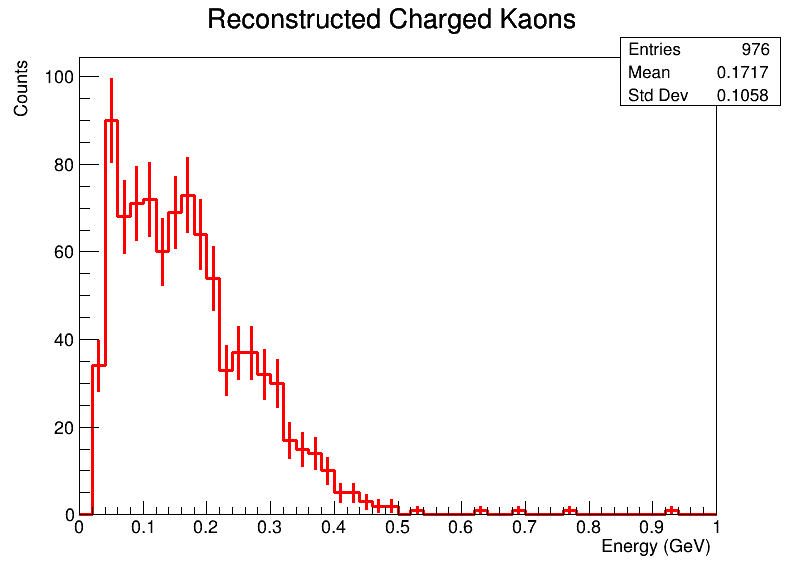 Reconstructed Charged Kaons
Entries 976
Mean 0.1717
Std Dev 0.1058
Counts
100
80
60
40
20
0
0 0.1 0.2 0.3 0.4 0.5 0.6 0.7 0.8 0.9 1
Energy (GeV)